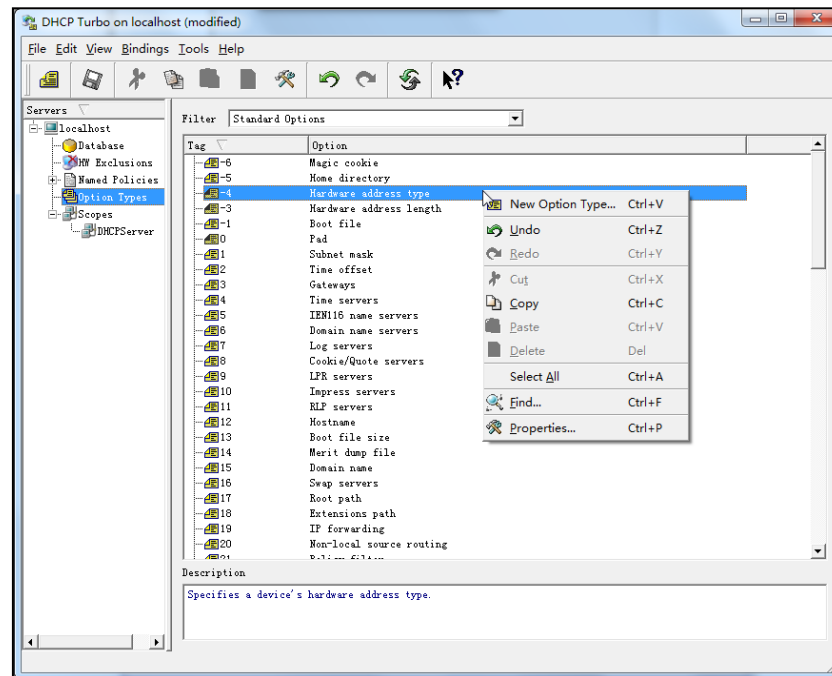 DHCP Turbo on localhost (modified)
File Edit View Bindings Tools Help
Servers
localhost
Database
HW Exclusions
Named Policies
Option Types
Scopes
DHCPServer
Filter Standard Options
Tag Option
-6 Magic cookie
-5 Home directory
-4 Hardware address type
-3 Hardware address length
-1 Boot file
0 Pad
1 Subnet mask
2 Time offset
3 Gateways
4 Time servers
5 IEN116 name servers
6 Domain name servers
7 Log servers
8 Cookie/Quote servers
9 LPR servers
10 Impress servers
11 RLP servers
12 Hostname
13 Boot file size
14 Merit dump file
15 Domain name
16 Swap servers
17 Root path
18 Extensions path
19 IP forwarding
20 Non-local source routing
21 Policy filter
New Option Type... Ctrl+V
Undo Ctrl+Z
Redo Ctrl+Y
Cut Ctrl+X
Copy Ctrl+C
Paste Ctrl+V
Delete Del
Select All Ctrl+A
Find... Ctrl+F
Properties... Ctrl+P
Description
Specifies a device's hardware address type.